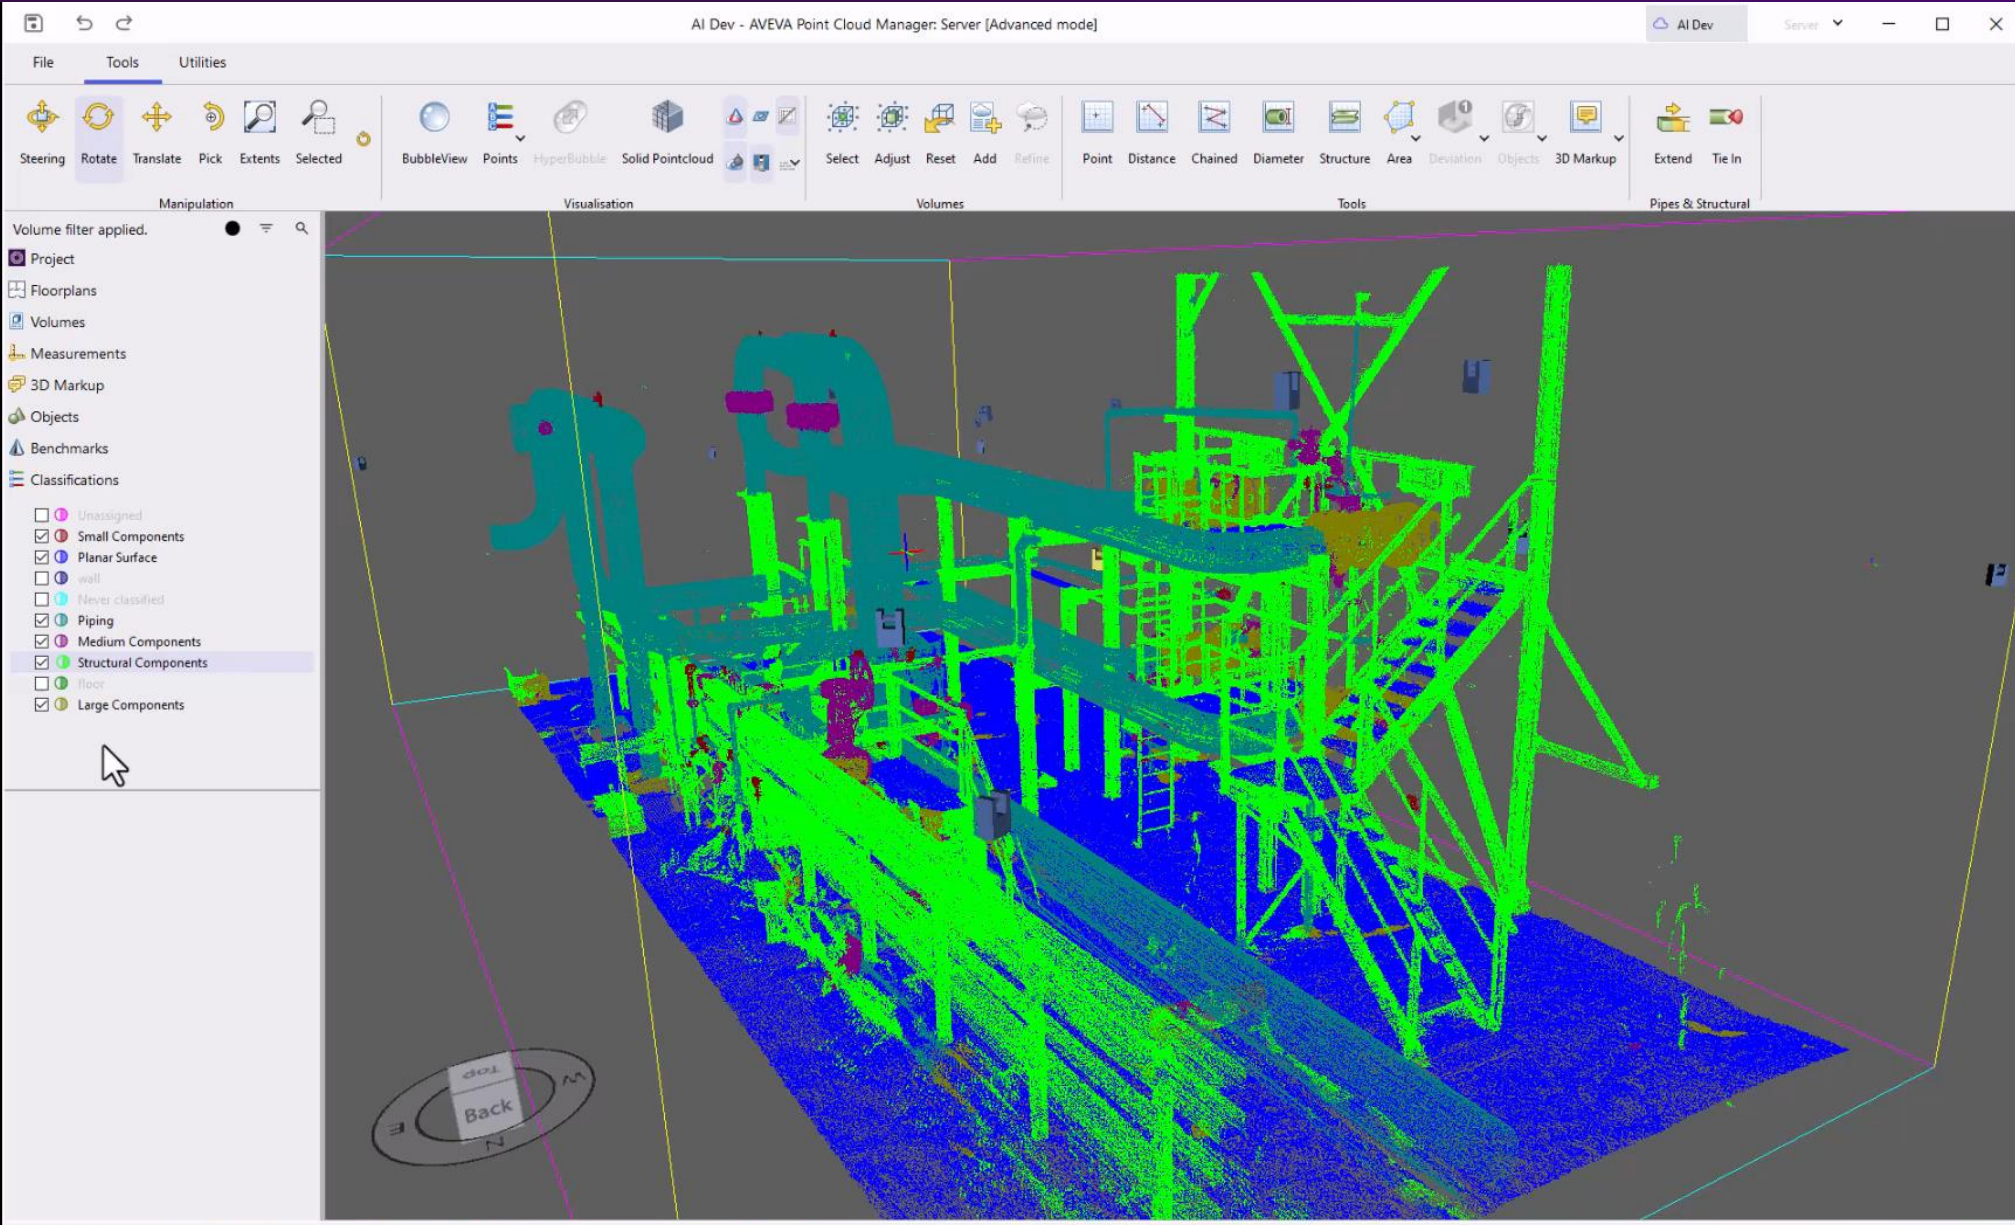 AI Dev - AVEVA Point Cloud Manager: Server [Advanced mode]
AI Dev
Server
File
Tools
Utilities
Steering
Rotate
Translate
Pick
Extents
Selected
BubbleView
Points
HyperBubble
Solid Pointcloud
Select
Adjust
Reset
Add
Refine
Point
Distance
Chained
Diameter
Structure
Area
Deviation
Objects
3D Markup
Extend
Tie In
Manipulation
Visualisation
Volumes
Tools
Pipes & Structural
Volume filter applied.
Project
Floorplans
Volumes
Measurements
3D Markup
Objects
Benchmarks
Classifications
Unassigned
Small Components
Planar Surface
wall
Never classified
Piping
Medium Components
Structural Components
floor
Large Components
Top
W
Back
E
N